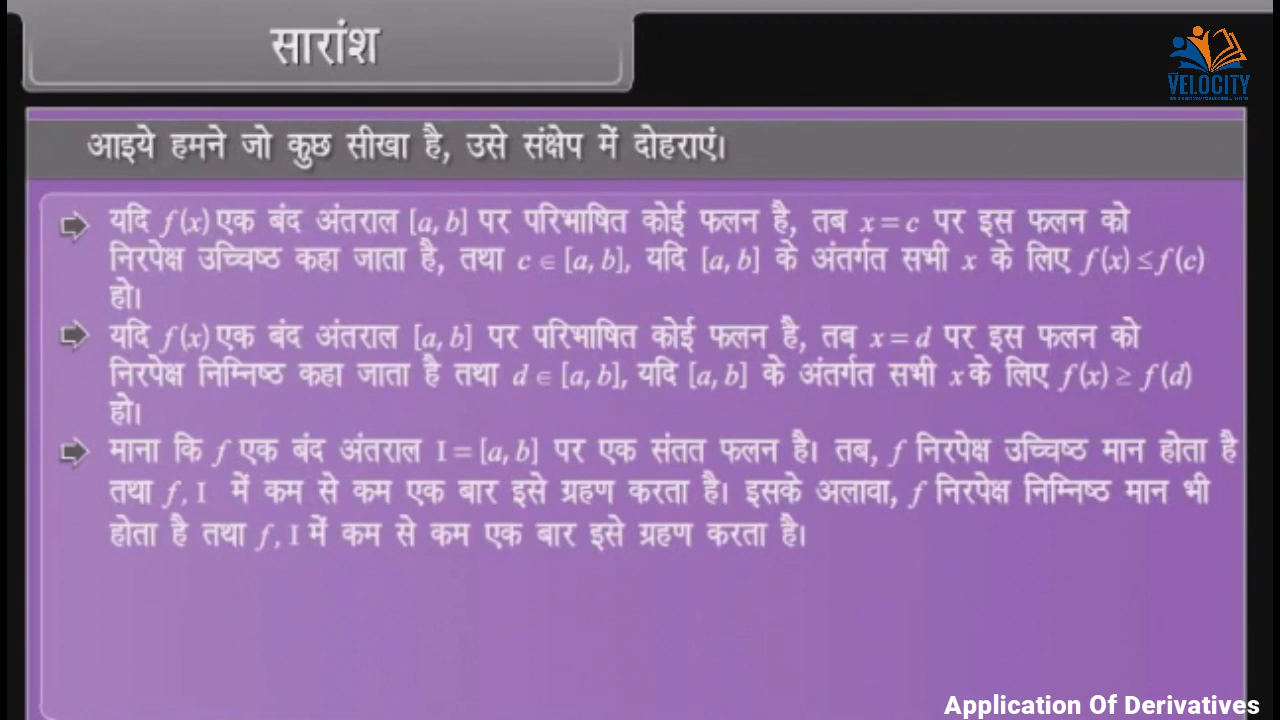 सारांश
VELOCITY
आइये हमने जो कुछ सीखा है, उसे संक्षेप में दोहराएं।
यदि f(x) एक बंद अंतराल [a, b] पर परिभाषित कोई फलन है, तब x = c पर इस फलन को
निरपेक्ष उच्चिष्ठ कहा जाता है, तथा c ∈ [a, b], यदि [a, b] के अंतर्गत सभी x के लिए f(x) ≤ f(c)
हो।
यदि f(x) एक बंद अंतराल [a, b] पर परिभाषित कोई फलन है, तब x = d पर इस फलन को
निरपेक्ष निम्निष्ठ कहा जाता है तथा d ∈ [a, b], यदि [a, b] के अंतर्गत सभी x के लिए f(x) ≥ f(d)
हो।
माना कि f एक बंद अंतराल I = [a, b] पर एक संतत फलन है। तब, f निरपेक्ष उच्चिष्ठ मान होता है
तथा f, I में कम से कम एक बार इसे ग्रहण करता है। इसके अलावा, f निरपेक्ष निम्निष्ठ मान भी
होता है तथा f, I में कम से कम एक बार इसे ग्रहण करता है।
Application Of Derivatives